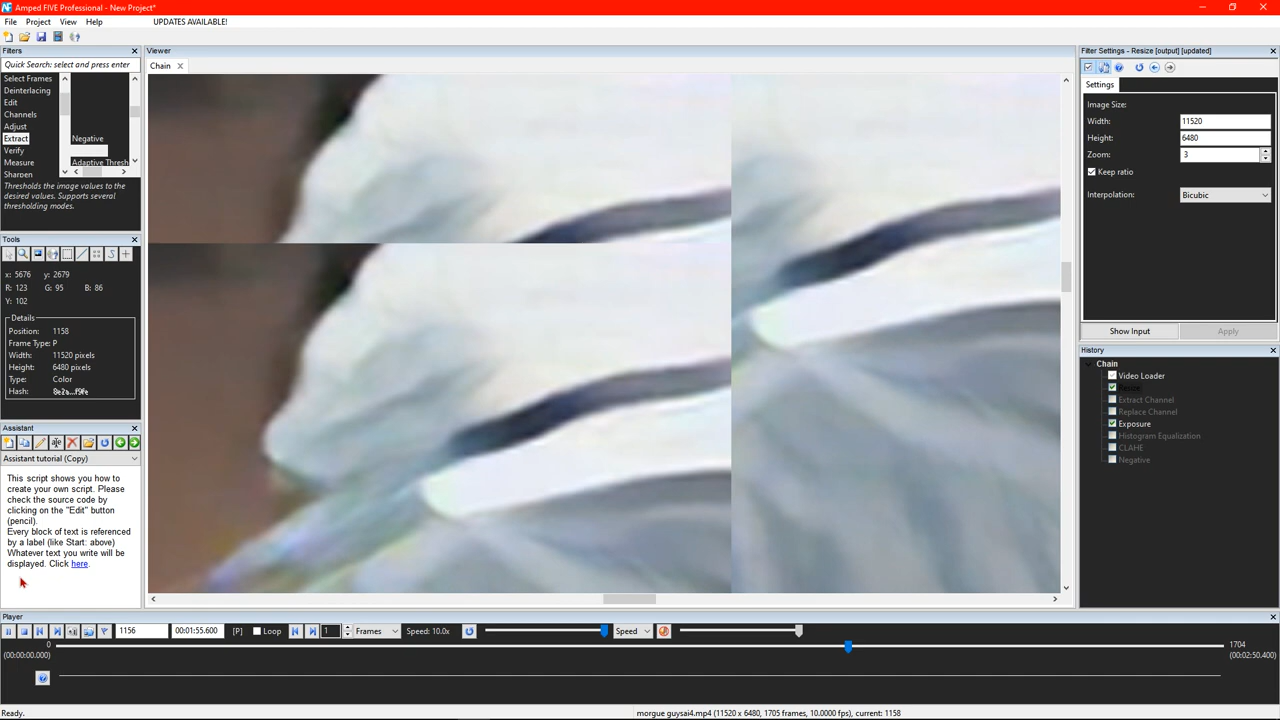 Amped FIVE Professional - New Project*
File Project View Help UPDATES AVAILABLE!
Filters
Quick Search: select and press enter
Select Frames
Deinterlacing
Edit
Channels
Adjust
Extract Negative
Verify
Measure Adaptive Thresh
Sharpen
Thresholds the image values to the
desired values. Supports several
thresholding modes.
Tools
x: 5676 y: 2679
R: 123 G: 95 B: 86
Y: 102
Details
Position: 1158
Frame Type: P
Width: 11520 pixels
Height: 6480 pixels
Type: Color
Hash:
Assistant
Assistant tutorial (Copy)
This script shows you how to
create your own script. Please
check the source code by
clicking on the "Edit" button
(pencil).
Every block of text is referenced
by a label (like Start: above)
Whatever text you write will be
displayed. Click here.
Viewer
Chain
Filter Settings - Resize [output] [updated]
Settings
Image Size:
Width: 11520
Height: 6480
Zoom: 3
Keep ratio
Interpolation: Bicubic
Show Input Apply
History
Chain
Video Loader
Resize
Extract Channel
Replace Channel
Exposure
Histogram Equalization
CLAHE
Negative
Player
1156 00:01:55.600 [P] Loop 1 Frames Speed: 10.0x Speed
0 1704
(00:00:00.000) (00:02:50.400)
Ready. morgue guysai4.mp4 (11520 x 6480, 1705 frames, 10.0000 fps), current: 1158